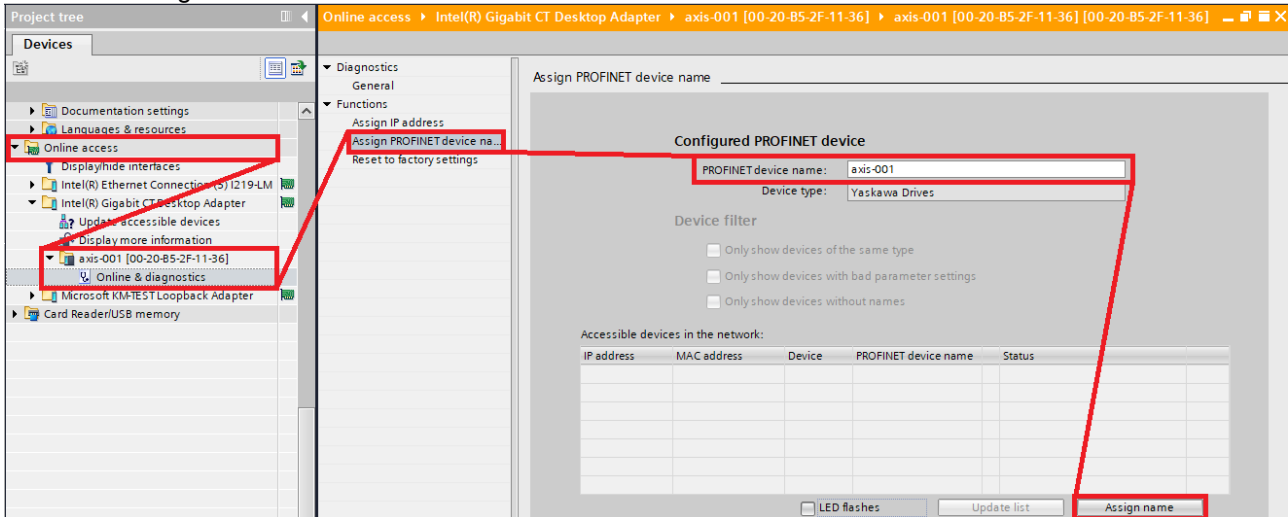 Project tree
Devices
Documentation settings
Languages & resources
Online access
Display/hide interfaces
Intel(R) Ethernet Connection (5) I219-LM
Intel(R) Gigabit CT Desktop Adapter
Update accessible devices
Display more information
axis-001 [00-20-B5-2F-11-36]
Online & diagnostics
Microsoft KM-TEST Loopback Adapter
Card Reader/USB memory
Online access Intel(R) Gigabit CT Desktop Adapter axis-001 [00-20-B5-2F-11-36] axis-001 [00-20-B5-2F-11-36] [00-20-B5-2F-11-36]
Diagnostics
General
Functions
Assign IP address
Assign PROFINET device na...
Reset to factory settings
Assign PROFINET device name
Configured PROFINET device
PROFINET device name: axis-001
Device type: Yaskawa Drives
Device filter
Only show devices of the same type
Only show devices with bad parameter settings
Only show devices without names
Accessible devices in the network:
IP address MAC address Device PROFINET device name Status
LED flashes Update list Assign name